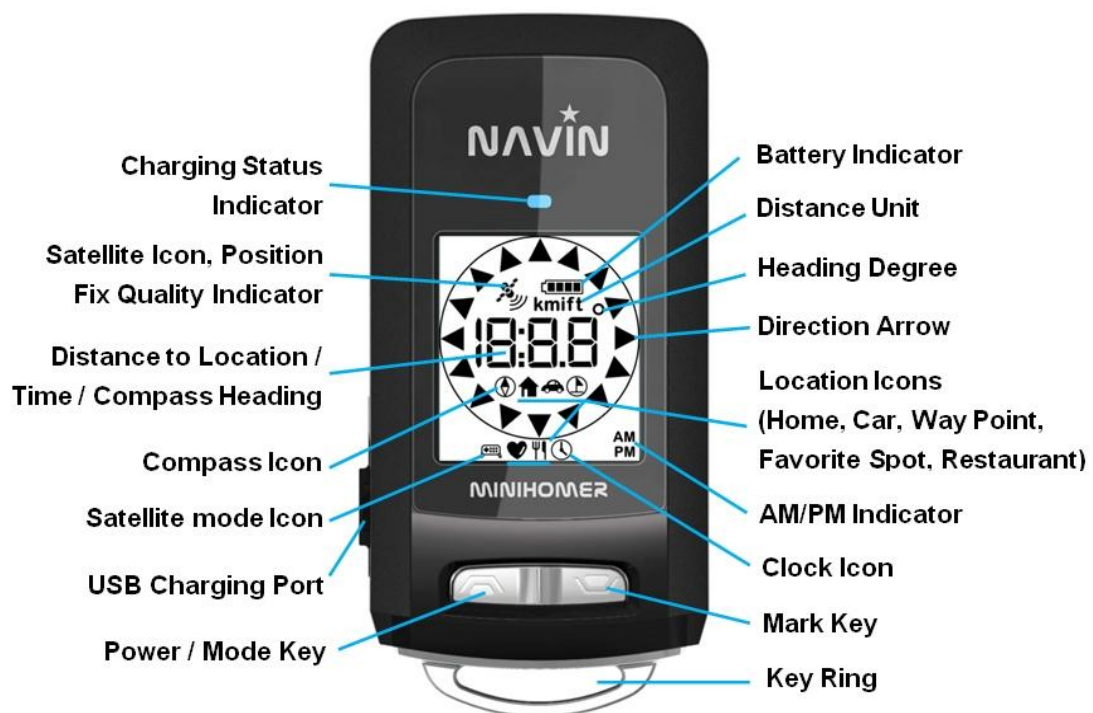 NAVIN
Charging Status
Indicator
Satellite Icon, Position
Fix Quality Indicator
Distance to Location /
Time / Compass Heading
Compass Icon
Satellite mode Icon
USB Charging Port
Power / Mode Key
kmift
18:8.8
AM
PM
MINIHOMER
Battery Indicator
Distance Unit
Heading Degree
Direction Arrow
Location Icons
(Home, Car, Way Point,
Favorite Spot, Restaurant)
AM/PM Indicator
Clock Icon
Mark Key
Key Ring